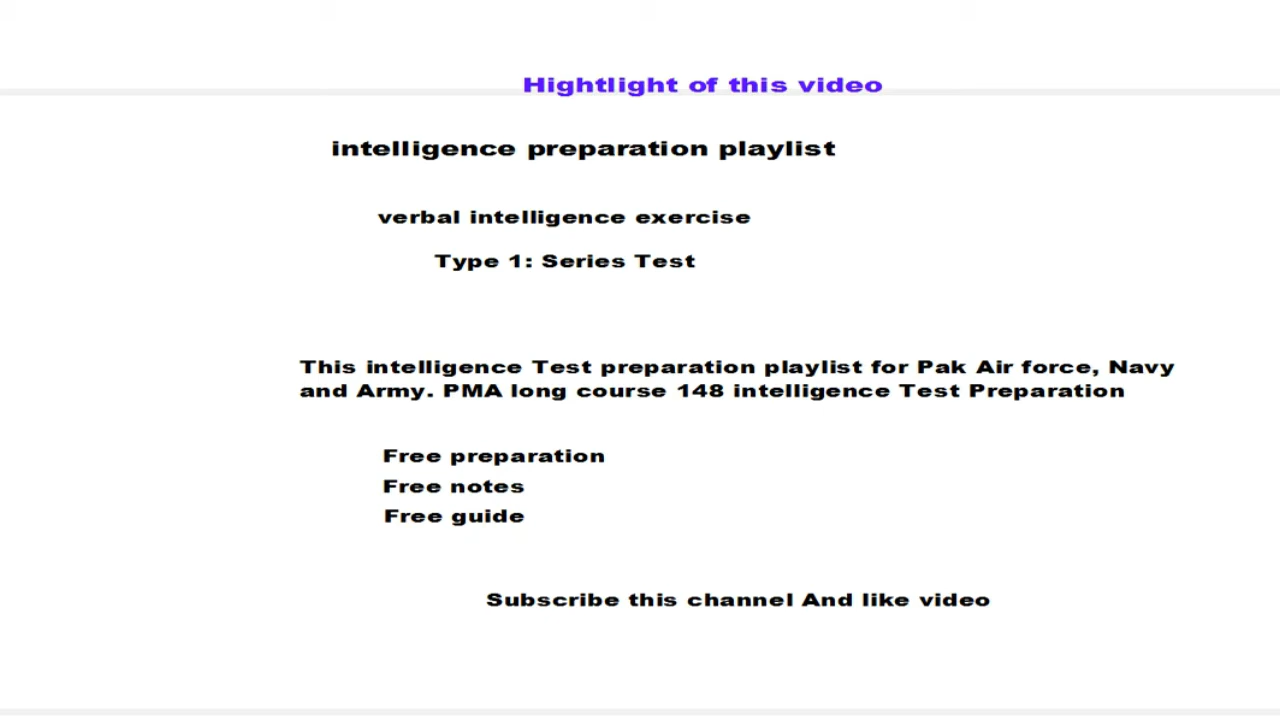 Hightlight of this video
intelligence preparation playlist
verbal intelligence exercise
Type 1: Series Test
This intelligence Test preparation playlist for Pak Air force, Navy
and Army. PMA long course 148 intelligence Test Preparation
Free preparation
Free notes
Free guide
Subscribe this channel And like video